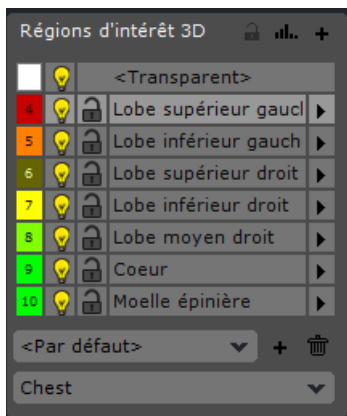 Régions d'intérêt 3D
<Transparent>
4 Lobe supérieur gaucl
5 Lobe inférieur gauch
6 Lobe supérieur droit
7 Lobe inférieur droit
8 Lobe moyen droit
9 Coeur
10 Moelle épinière
<Par défaut>
Chest